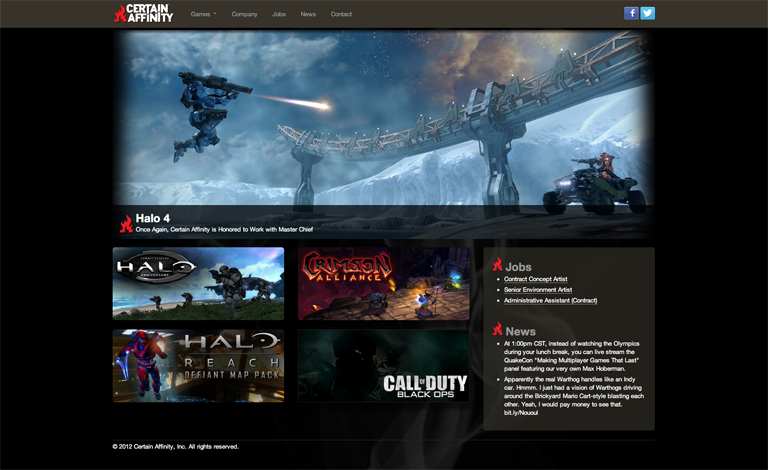 CERTAIN
AFFINITY
Games
Company
Jobs
News
Contact
Halo 4
Once Again, Certain Affinity is Honored to Work with Master Chief
HALO
ANNIVERSARY
CRIMSON
ALLIANCE
HALO
REACH
DEFIANT MAP PACK
CALL OF DUTY
BLACK OPS
Jobs
Contract Concept Artist
Senior Environment Artist
Administrative Assistant (Contract)
News
At 1:00pm CST, instead of watching the Olympics
during your lunch break, you can live stream the
QuakeCon "Making Multiplayer Games That Last"
panel featuring our very own Max Hoberman.
Apparently the real Warthog handles like an Indy
car. Hmmm. I just had a vision of Warthogs driving
around the Brickyard Mario Cart-style blasting each
other. Yeah, I would pay money to see that.
bit.ly/Nououl
© 2012 Certain Affinity, Inc. All rights reserved.